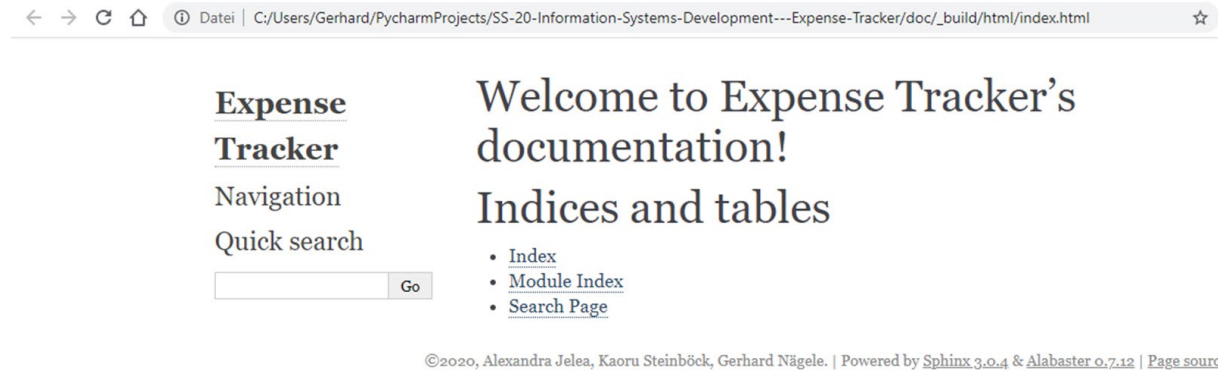 Datei | C:/Users/Gerhard/PycharmProjects/SS-20-Information-Systems-Development---Expense-Tracker/doc/_build/html/index.html
Expense
Tracker
Navigation
Quick search
Go
Welcome to Expense Tracker’s
documentation!
Indices and tables
• Index
• Module Index
• Search Page
©2020, Alexandra Jelea, Kaoru Steinböck, Gerhard Nägele. | Powered by Sphinx 3.0.4 & Alabaster 0.7.12 | Page sourc